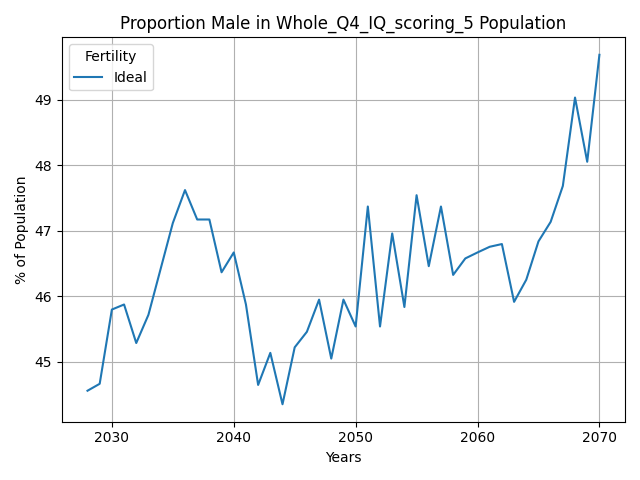 Proportion Male in Whole_Q4_IQ_scoring_5 Population
Fertility
Ideal
% of Population
49
48
47
46
45
2030 2040 2050 2060 2070
Years